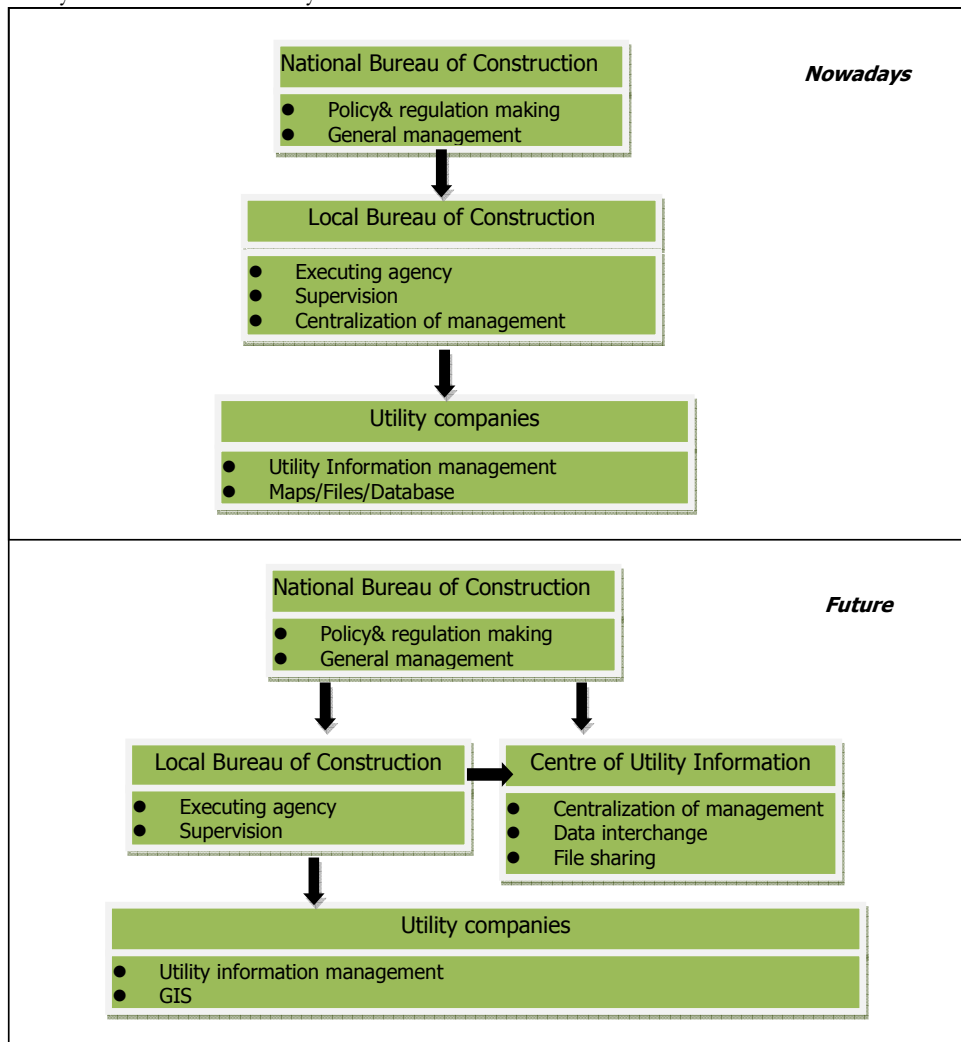 National Bureau of Construction
Nowadays
● Policy& regulation making
● General management
Local Bureau of Construction
● Executing agency
● Supervision
● Centralization of management
Utility companies
● Utility Information management
● Maps/Files/Database
National Bureau of Construction
Future
● Policy& regulation making
● General management
Local Bureau of Construction
● Executing agency
● Supervision
Centre of Utility Information
● Centralization of management
● Data interchange
● File sharing
Utility companies
● Utility information management
● GIS